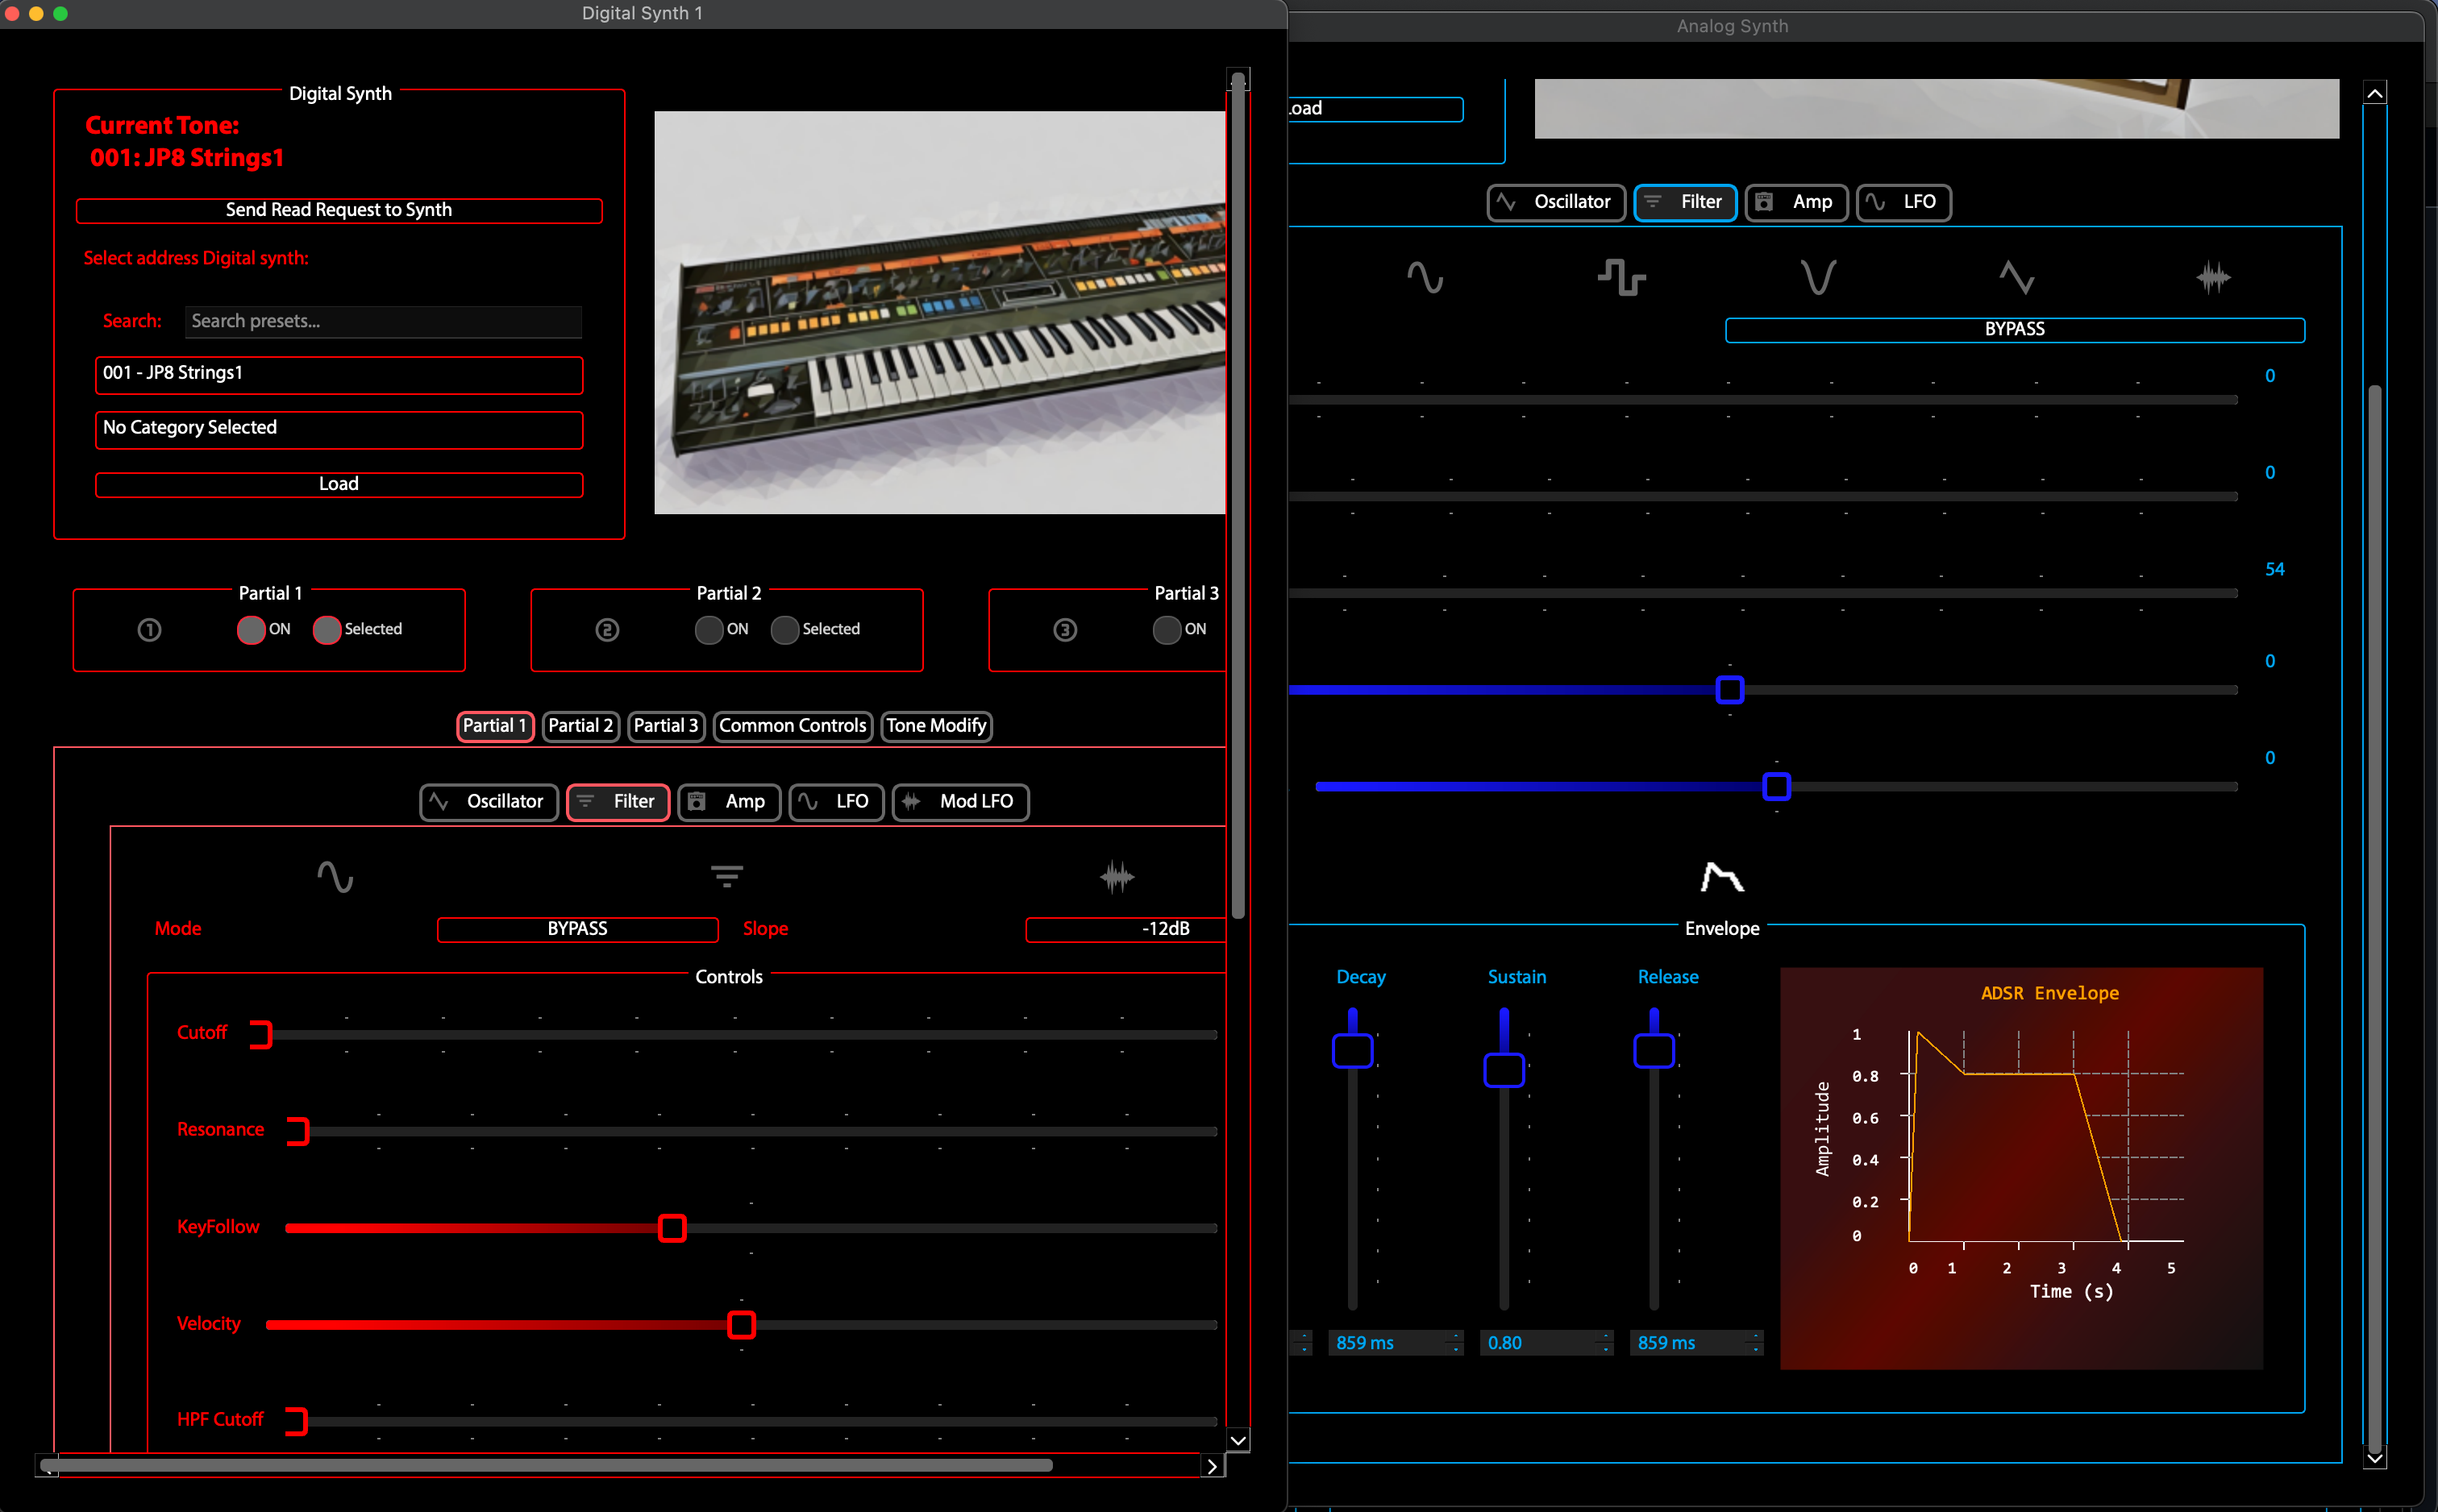 Digital Synth 1
Digital Synth
Current Tone:
001: JP8 Strings1
Send Read Request to Synth
Select address Digital synth:
Search: Search presets...
001 - JP8 Strings1
No Category Selected
Load
Partial 1
1 ON Selected
Partial 2
2 ON Selected
Partial 3
3 ON
Partial 1 Partial 2 Partial 3 Common Controls Tone Modify
Oscillator Filter Amp LFO Mod LFO
Mode BYPASS Slope -12dB
Controls
Cutoff
Resonance
KeyFollow
Velocity
HPF Cutoff
Analog Synth
oad
Oscillator Filter Amp LFO
BYPASS
0
0
54
0
0
Envelope
Decay Sustain Release
859 ms 0.80 859 ms
ADSR Envelope
Amplitude
1
0.8
0.6
0.4
0.2
0
0 1 2 3 4 5
Time (s)